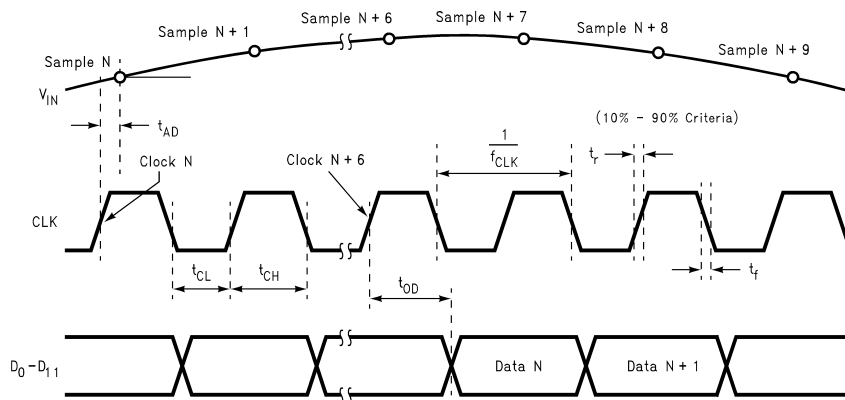 Sample N
Sample N + 1
Sample N + 6
Sample N + 7
Sample N + 8
Sample N + 9
V_IN
t_AD
(10% - 90% Criteria)
Clock N
Clock N + 6
1
f_CLK
t_r
CLK
t_CL
t_CH
t_OD
t_f
D_0 - D_11
Data N
Data N + 1